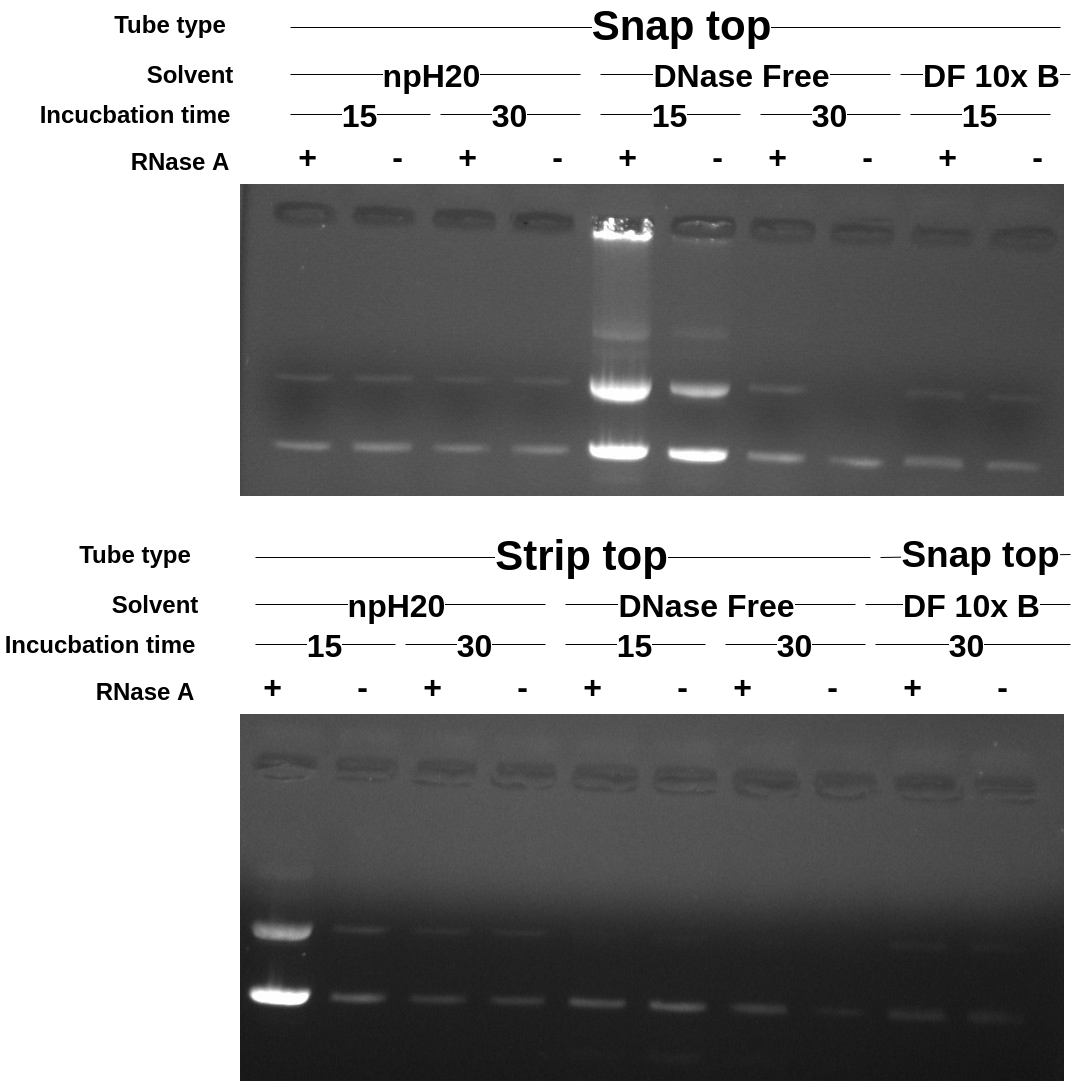 Tube type Snap top
Solvent npH20 DNase Free DF 10x B
Incucbation time 15 30 15 30 15
RNase A + - + - + - + - + -
Tube type Strip top Snap top
Solvent npH20 DNase Free DF 10x B
Incucbation time 15 30 15 30 30
RNase A + - + - + - + - + -